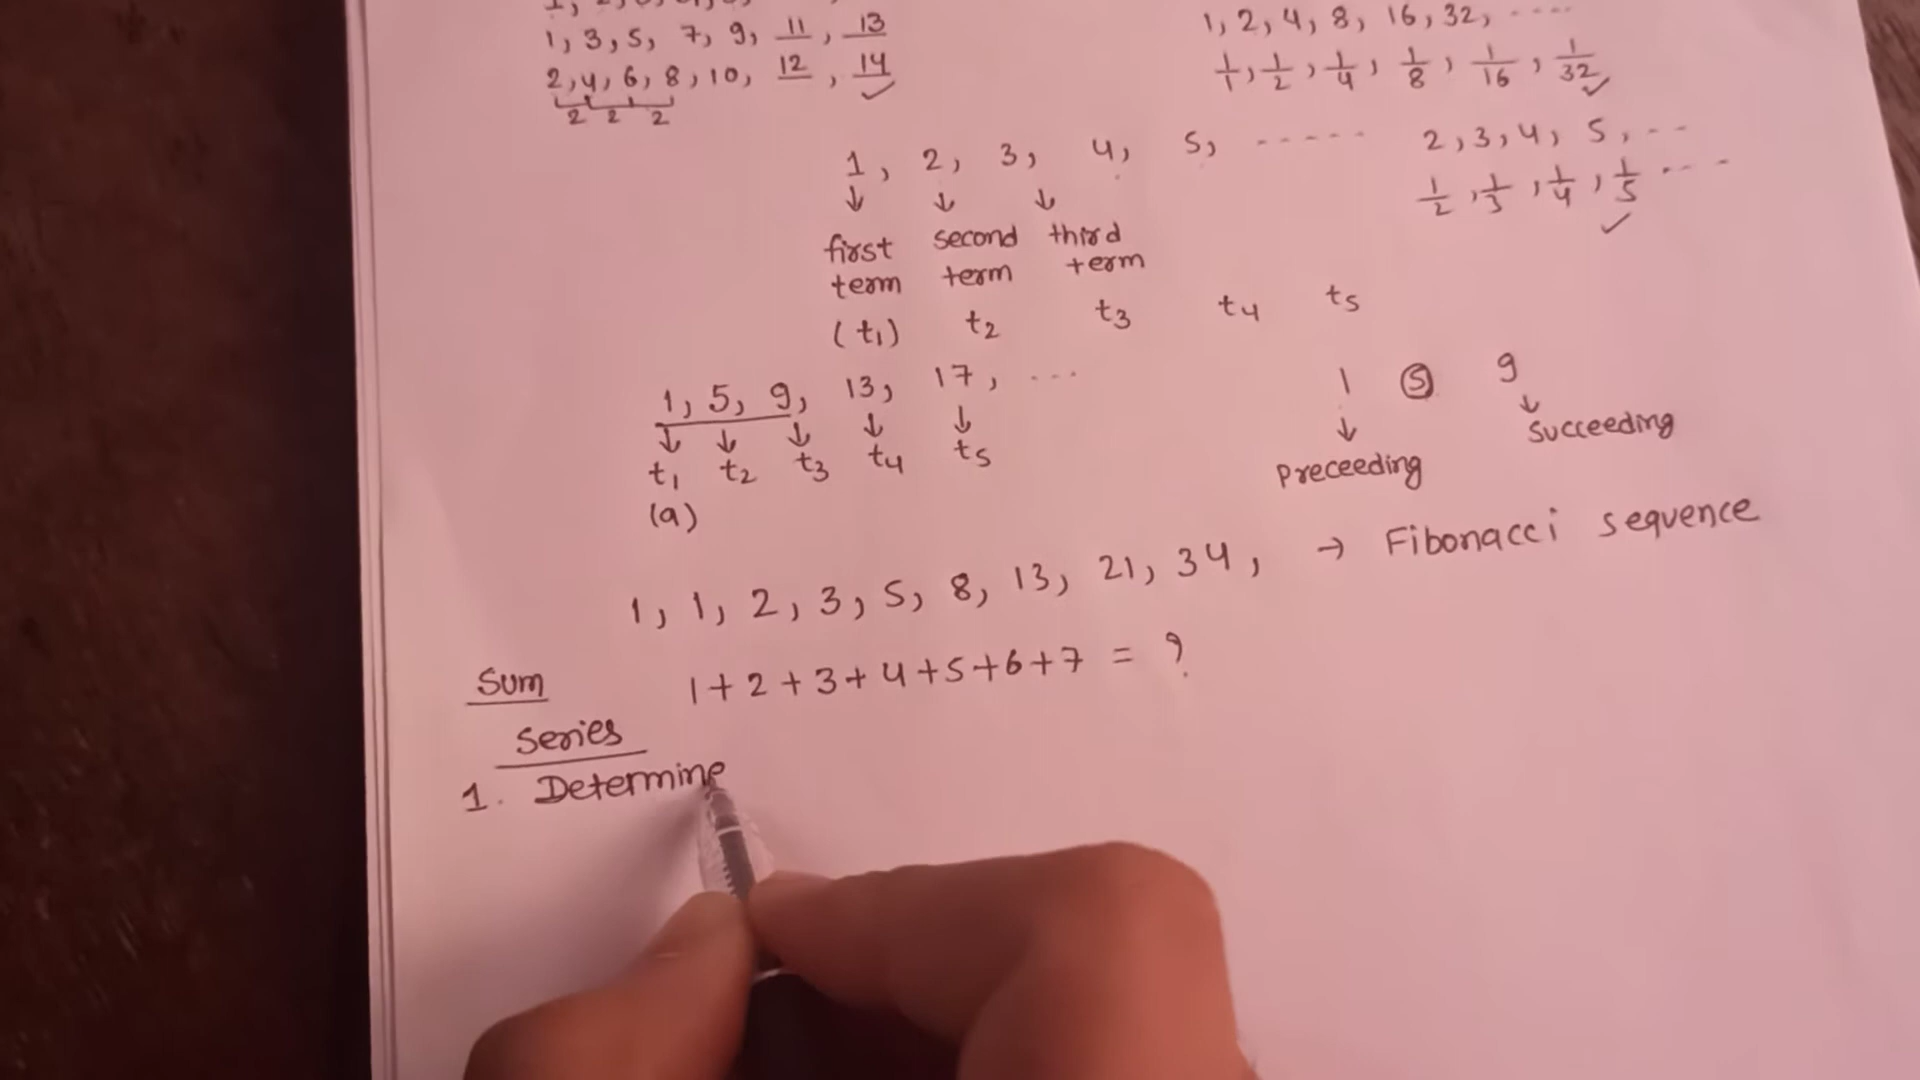 1, 3, 5, 7, 9, 11, 13
2, 4, 6, 8, 10, 12, 14 ✓
2 2 2
1, 2, 4, 8, 16, 32, ----
1/1, 1/2, 1/4, 1/8, 1/16, 1/32 ✓
1, 2, 3, 4, 5, -----
↓ ↓ ↓
first second third
term term term
(t1) t2 t3 t4 t5
2, 3, 4, 5, --
1/2, 1/3, 1/4, 1/5 ---- ✓
1, 5, 9, 13, 17, ...
↓ ↓ ↓ ↓ ↓
t1 t2 t3 t4 t5
(a)
1 5 9
↓ ↓
preceeding succeeding
1, 1, 2, 3, 5, 8, 13, 21, 34, → Fibonacci sequence
Sum 1+2+3+4+5+6+7 = ?
series
1. Determine